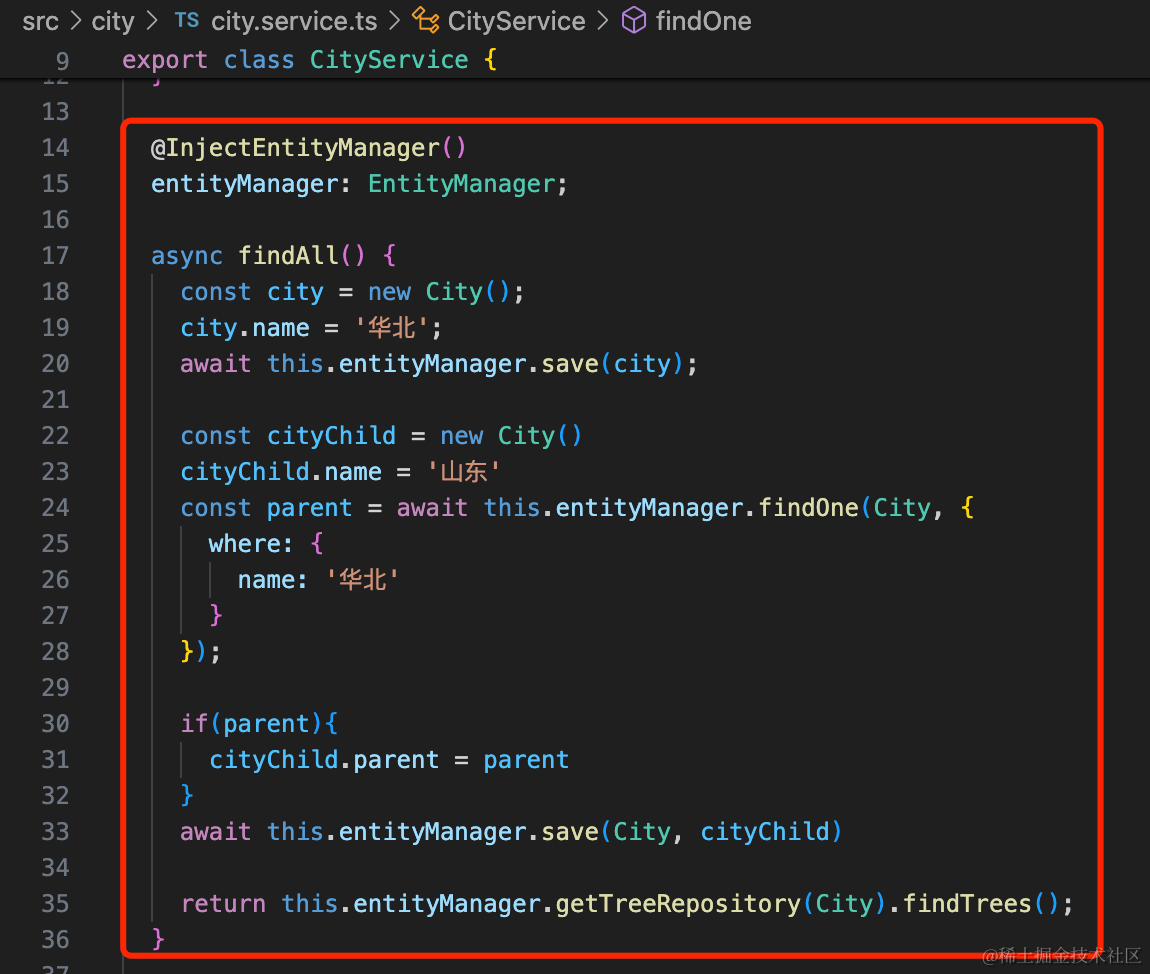 src > city > TS city.service.ts > CityService > findOne
9 export class CityService {
12 }
13
14 @InjectEntityManager()
15 entityManager: EntityManager;
16
17 async findAll() {
18 const city = new City();
19 city.name = '华北';
20 await this.entityManager.save(city);
21
22 const cityChild = new City()
23 cityChild.name = '山东'
24 const parent = await this.entityManager.findOne(City, {
25 where: {
26 name: '华北'
27 }
28 });
29
30 if(parent){
31 cityChild.parent = parent
32 }
33 await this.entityManager.save(City, cityChild)
34
35 return this.entityManager.getTreeRepository(City).findTrees();
36 }
37
@稀土掘金技术社区